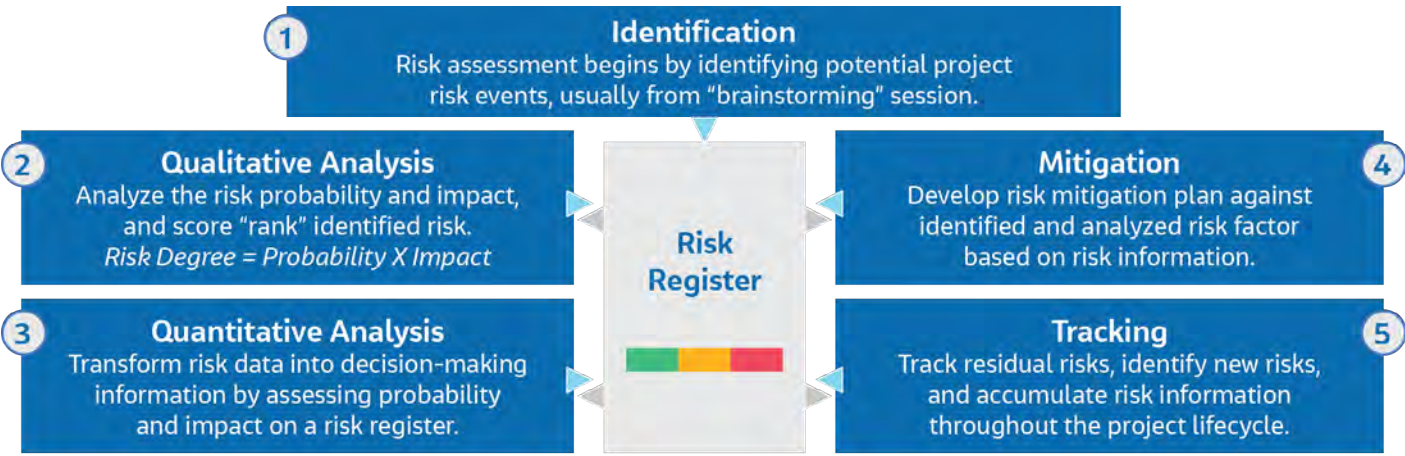 1
Identification
Risk assessment begins by identifying potential project
risk events, usually from “brainstorming” session.
2
Qualitative Analysis
Analyze the risk probability and impact,
and score “rank” identified risk.
Risk Degree = Probability X Impact
3
Quantitative Analysis
Transform risk data into decision-making
information by assessing probability
and impact on a risk register.
Risk
Register
4
Mitigation
Develop risk mitigation plan against
identified and analyzed risk factor
based on risk information.
5
Tracking
Track residual risks, identify new risks,
and accumulate risk information
throughout the project lifecycle.